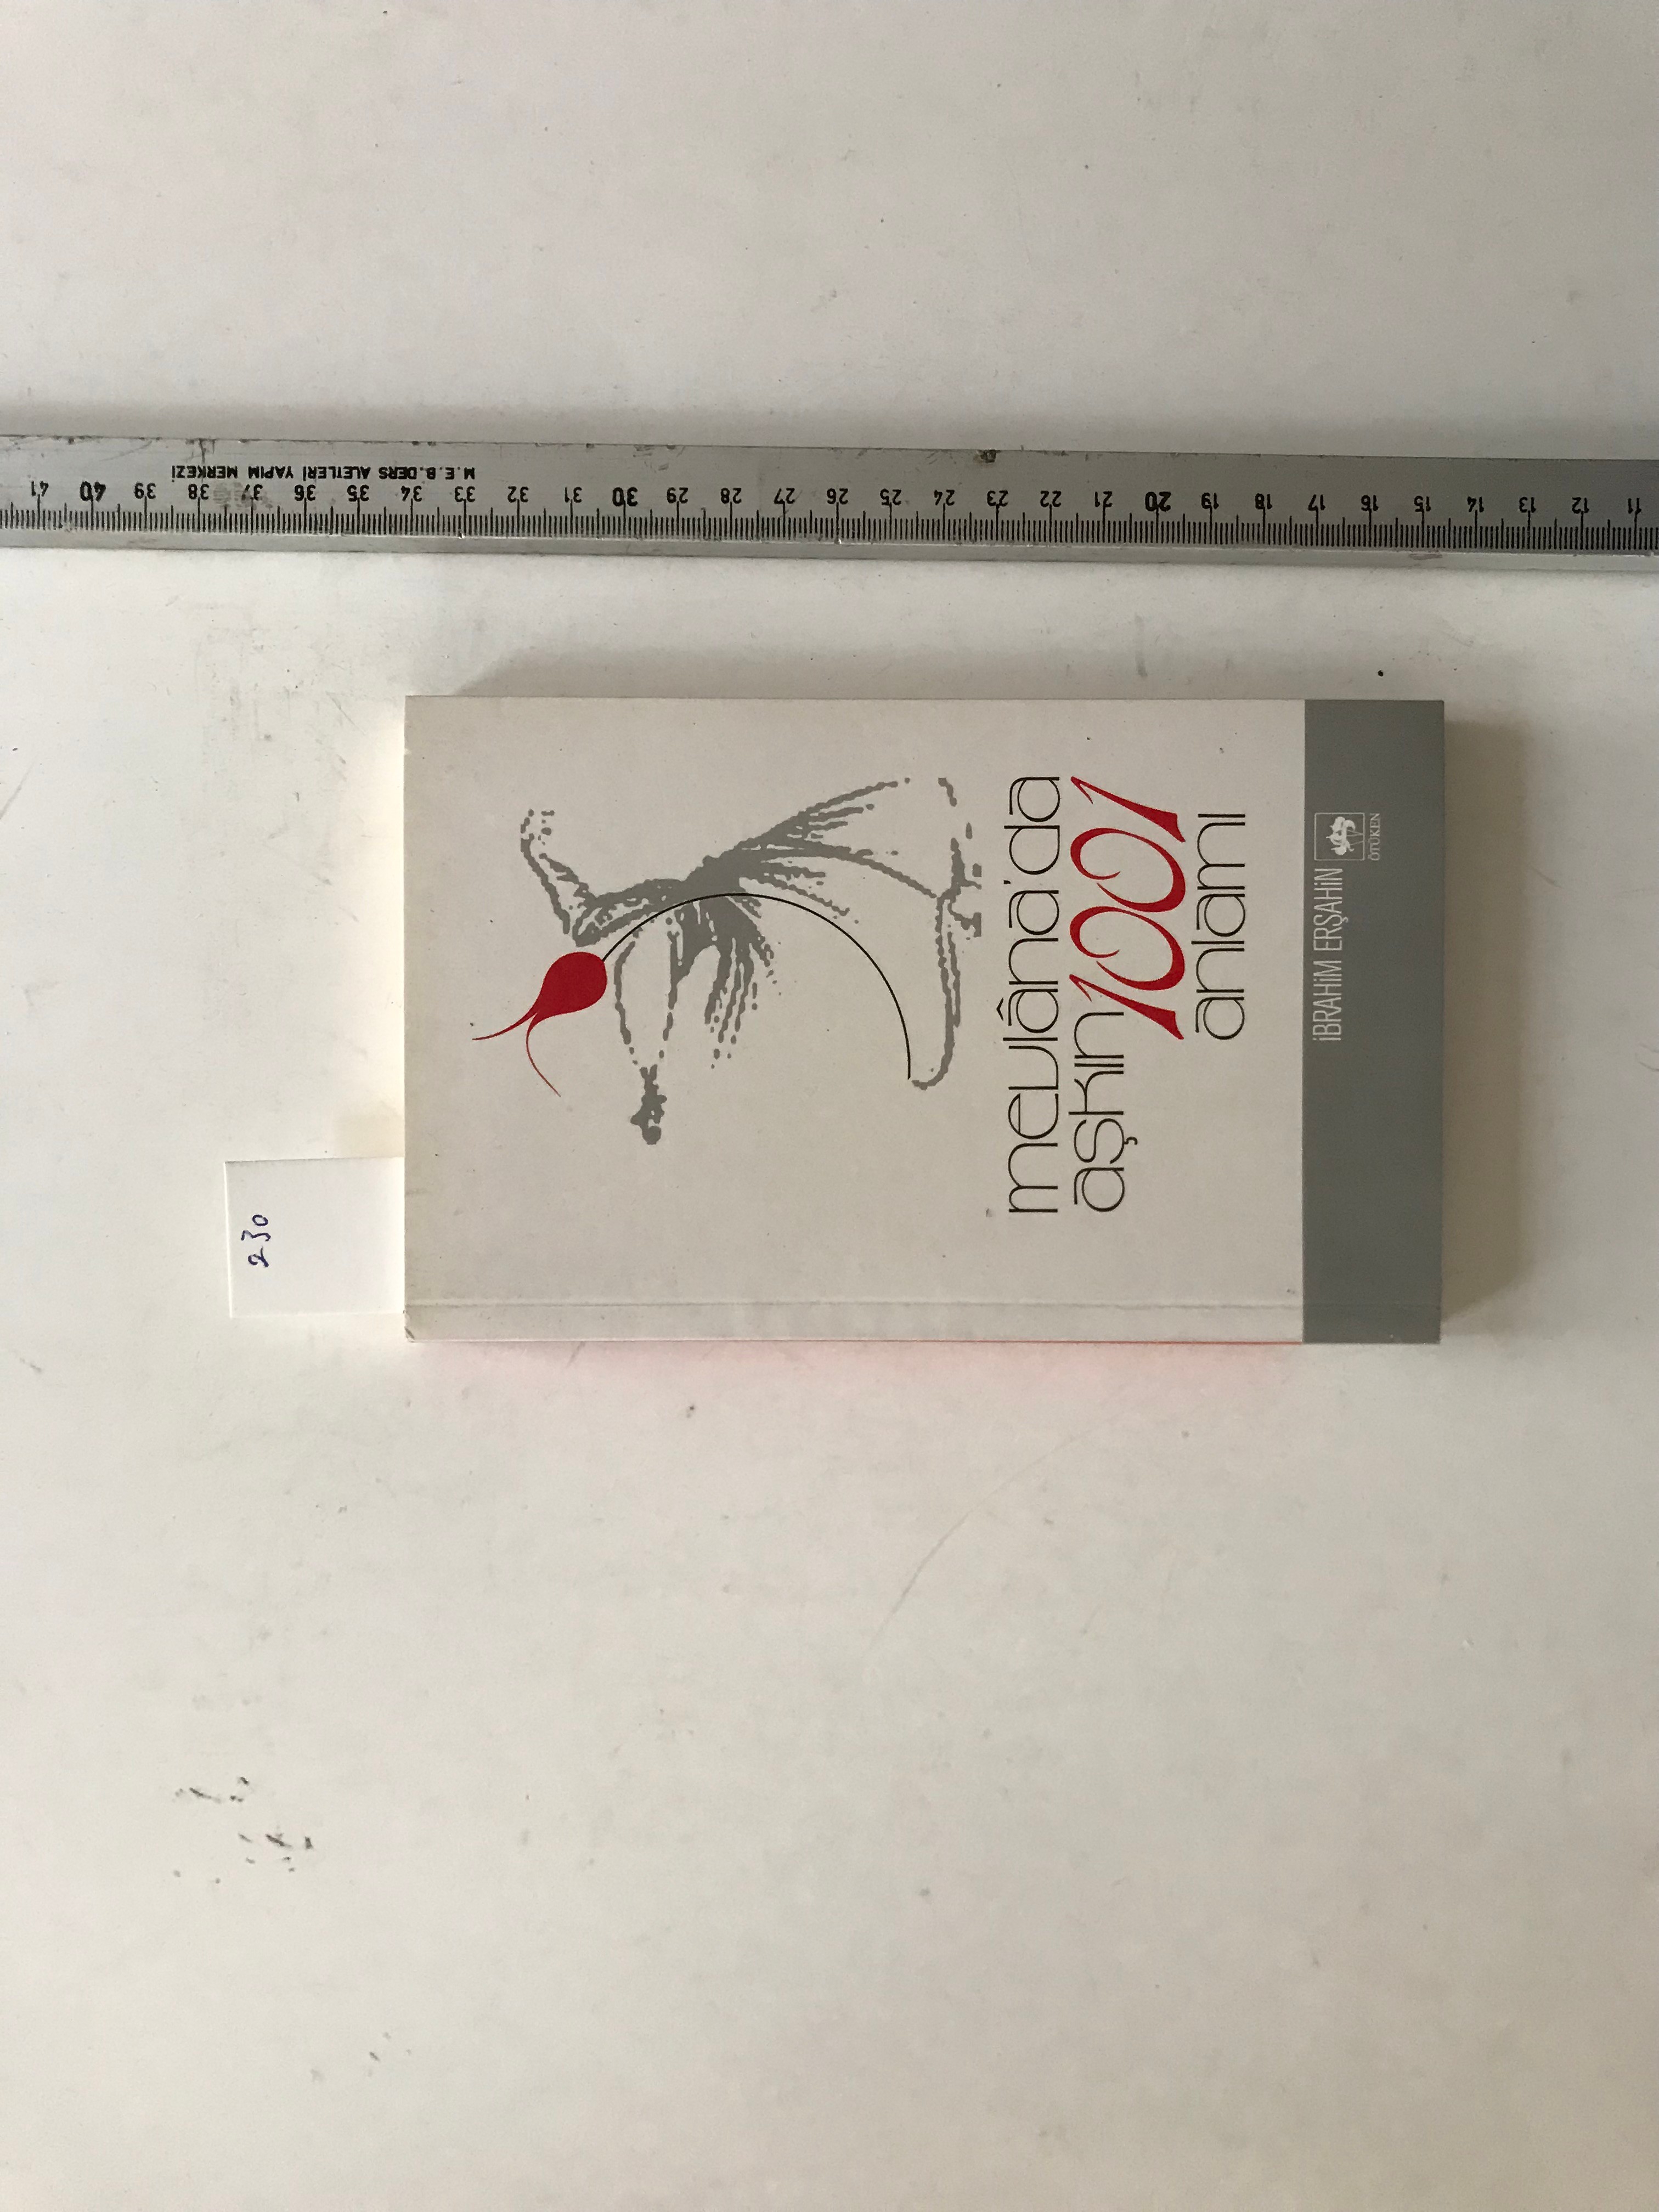 M.E.B. DERS ALETLERİ YAPIM MERKEZİ
11 12 13 14 15 16 17 18 19 20 21 22 23 24 25 26 27 28 29 30 31 32 33 34 35 36 37 38 39 40 41
230
mevlâna'da
aşkın 1001
anlamı
İBRAHİM ERŞAHİN
ÖTÜKEN